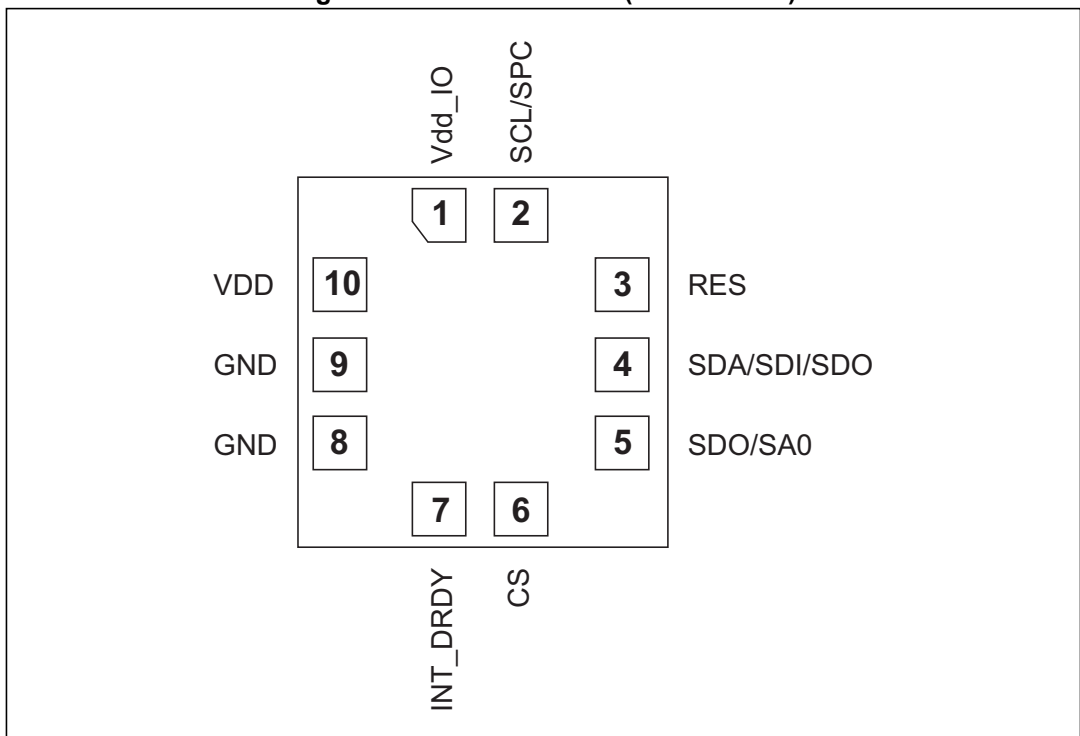 Vdd_IO
SCL/SPC
1
2
VDD
10
3
RES
GND
9
4
SDA/SDI/SDO
GND
8
5
SDO/SA0
7
6
INT_DRDY
CS